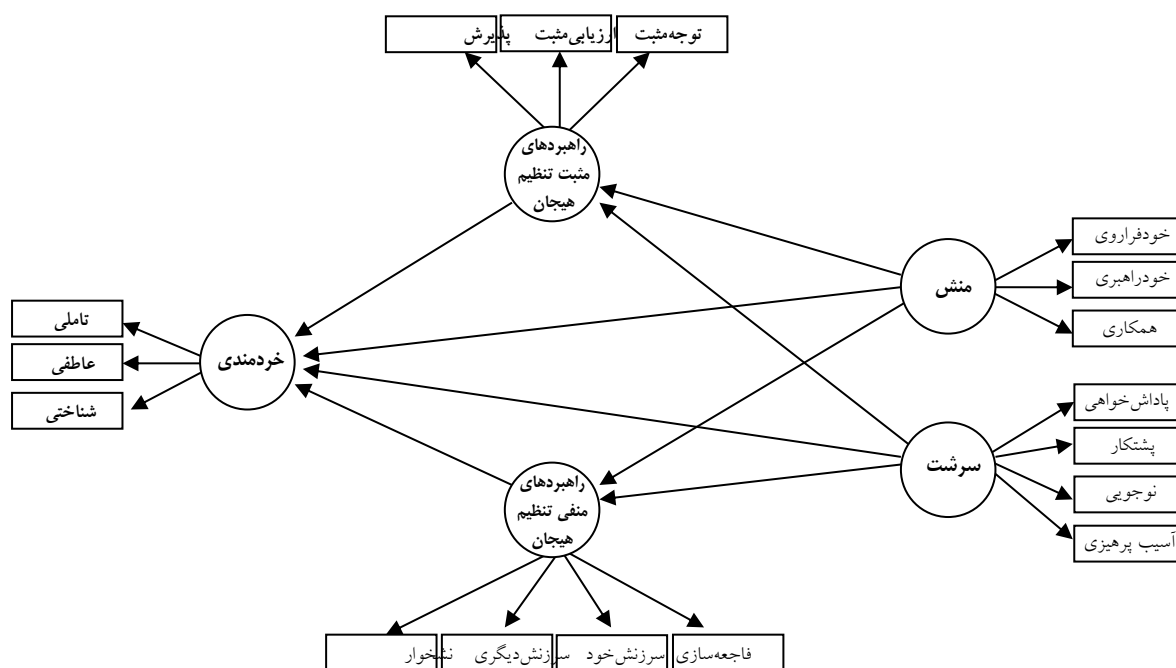 توجه‌مثبت
ارزیابی‌مثبت
پذیرش
راهبردهای
مثبت تنظیم
هیجان
خودفراروی
خودراهبری
همکاری
منش
تاملی
عاطفی
شناختی
خردمندی
پاداش‌خواهی
پشتکار
نوجویی
آسیب پرهیزی
سرشت
راهبردهای
منفی تنظیم
هیجان
فاجعه‌سازی
سرزنش‌خود
سرزنش‌دیگری
نشخوار